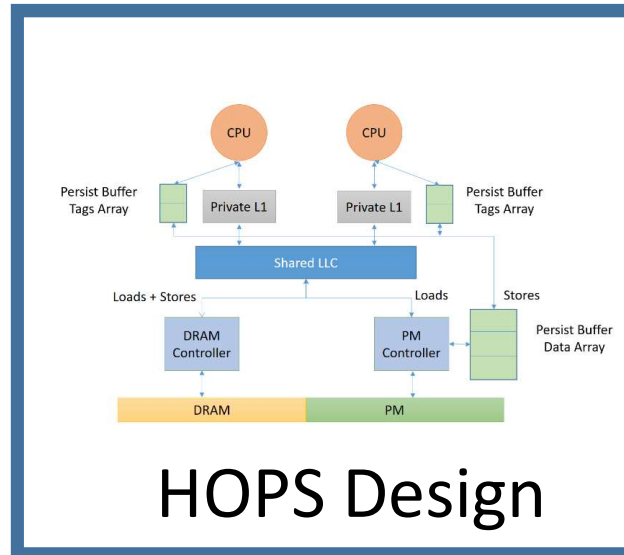 CPU
CPU
Persist Buffer
Tags Array
Private L1
Private L1
Persist Buffer
Tags Array
Shared LLC
Loads + Stores
Loads
Stores
DRAM
Controller
PM
Controller
Persist Buffer
Data Array
DRAM
PM
HOPS Design